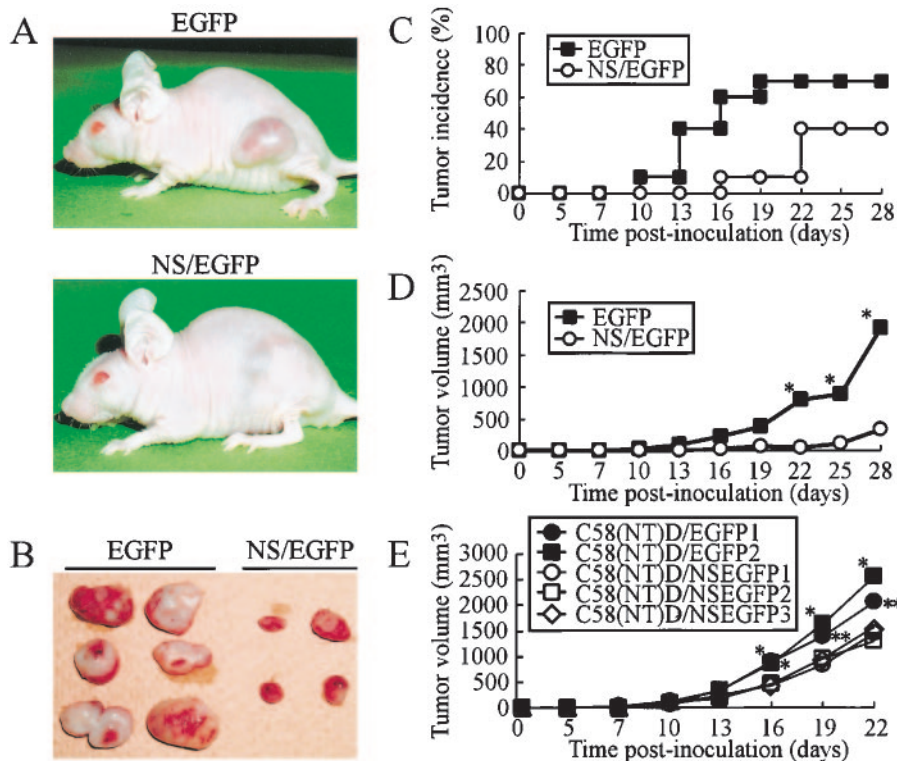 A
EGFP
NS/EGFP
B
EGFP
NS/EGFP
C
Tumor incidencc (%)
100
80
60
40
20
0
EGFP
NS/EGFP
0 5 7 10 13 16 19 22 25 28
Time post-inoculation (days)
D
Tumor volume (mm3)
2500
2000
1500
1000
500
0
EGFP
NS/EGFP
* * *
0 5 7 10 13 16 19 22 25 28
Time post-inoculation (days)
E
Tumor volume (mm3)
3000
2500
2000
1500
1000
500
0
C58(NT)D/EGFP1
C58(NT)D/EGFP2
C58(NT)D/NSEGFP1
C58(NT)D/NSEGFP2
C58(NT)D/NSEGFP3
* * * ** * **
0 5 7 10 13 16 19 22
Time post-inoculation (days)